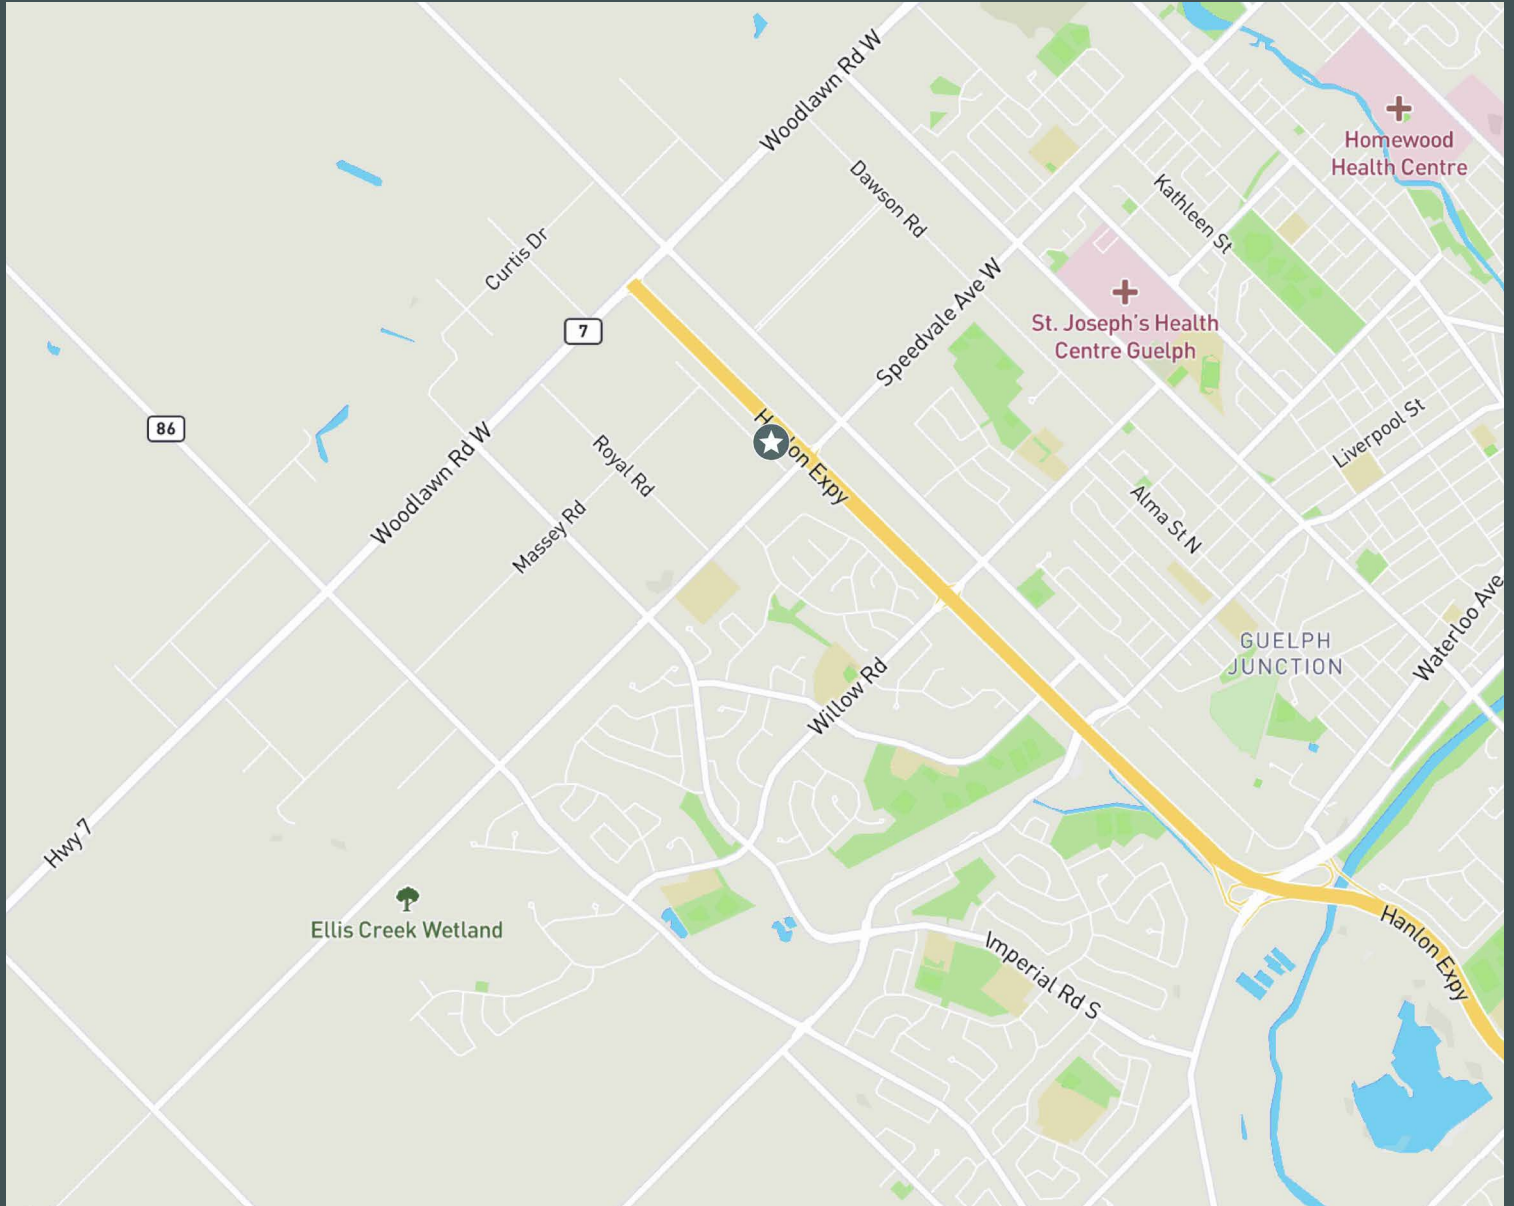 Woodlawn Rd W
Homewood
Health Centre
Dawson Rd
Kathleen St
Curtis Dr
Speedvale Ave W
St. Joseph's Health
Centre Guelph
7
86
Woodlawn Rd W
Royal Rd
Hanlon Expy
Liverpool St
Massey Rd
Alma St N
GUELPH
JUNCTION
Waterloo Ave
Willow Rd
Hwy 7
Ellis Creek Wetland
Imperial Rd S
Hanlon Expy